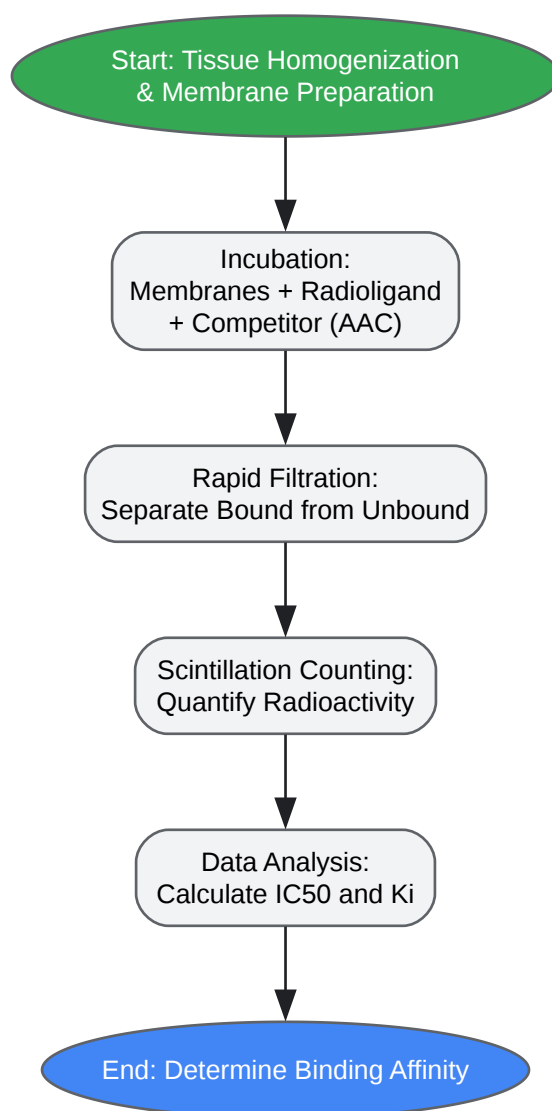 Start: Tissue Homogenization
& Membrane Preparation
Incubation:
Membranes + Radioligand
+ Competitor (AAC)
Rapid Filtration:
Separate Bound from Unbound
Scintillation Counting:
Quantify Radioactivity
Data Analysis:
Calculate IC50 and Ki
End: Determine Binding Affinity